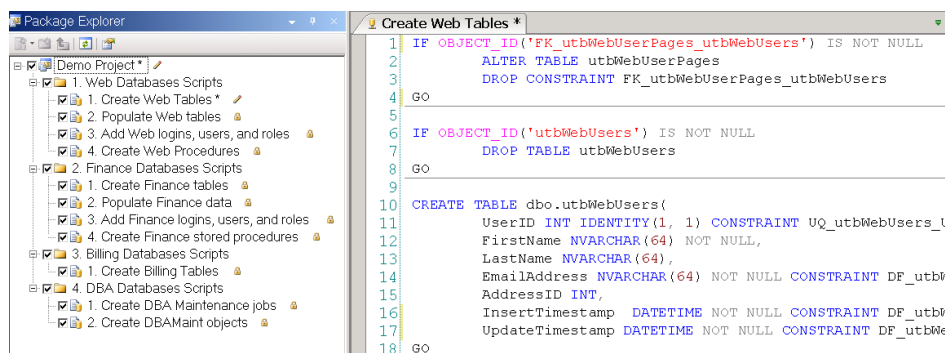 Package Explorer
Demo Project *
1. Web Databases Scripts
1. Create Web Tables *
2. Populate Web tables
3. Add Web logins, users, and roles
4. Create Web Procedures
2. Finance Databases Scripts
1. Create Finance tables
2. Populate Finance data
3. Add Finance logins, users, and roles
4. Create Finance stored procedures
3. Billing Databases Scripts
1. Create Billing Tables
4. DBA Databases Scripts
1. Create DBA Maintenance jobs
2. Create DBAMaint objects
Create Web Tables *
1 IF OBJECT_ID('FK_utbWebUserPages_utbWebUsers') IS NOT NULL
2 ALTER TABLE utbWebUserPages
3 DROP CONSTRAINT FK_utbWebUserPages_utbWebUsers
4 GO
5
6 IF OBJECT_ID('utbWebUsers') IS NOT NULL
7 DROP TABLE utbWebUsers
8 GO
9
10 CREATE TABLE dbo.utbWebUsers(
11 UserID INT IDENTITY(1, 1) CONSTRAINT UQ_utbWebUsers_U
12 FirstName NVARCHAR(64) NOT NULL,
13 LastName NVARCHAR(64),
14 EmailAddress NVARCHAR(64) NOT NULL CONSTRAINT DF_utbW
15 AddressID INT,
16 InsertTimestamp DATETIME NOT NULL CONSTRAINT DF_utbW
17 UpdateTimestamp DATETIME NOT NULL CONSTRAINT DF_utbWe
18 GO